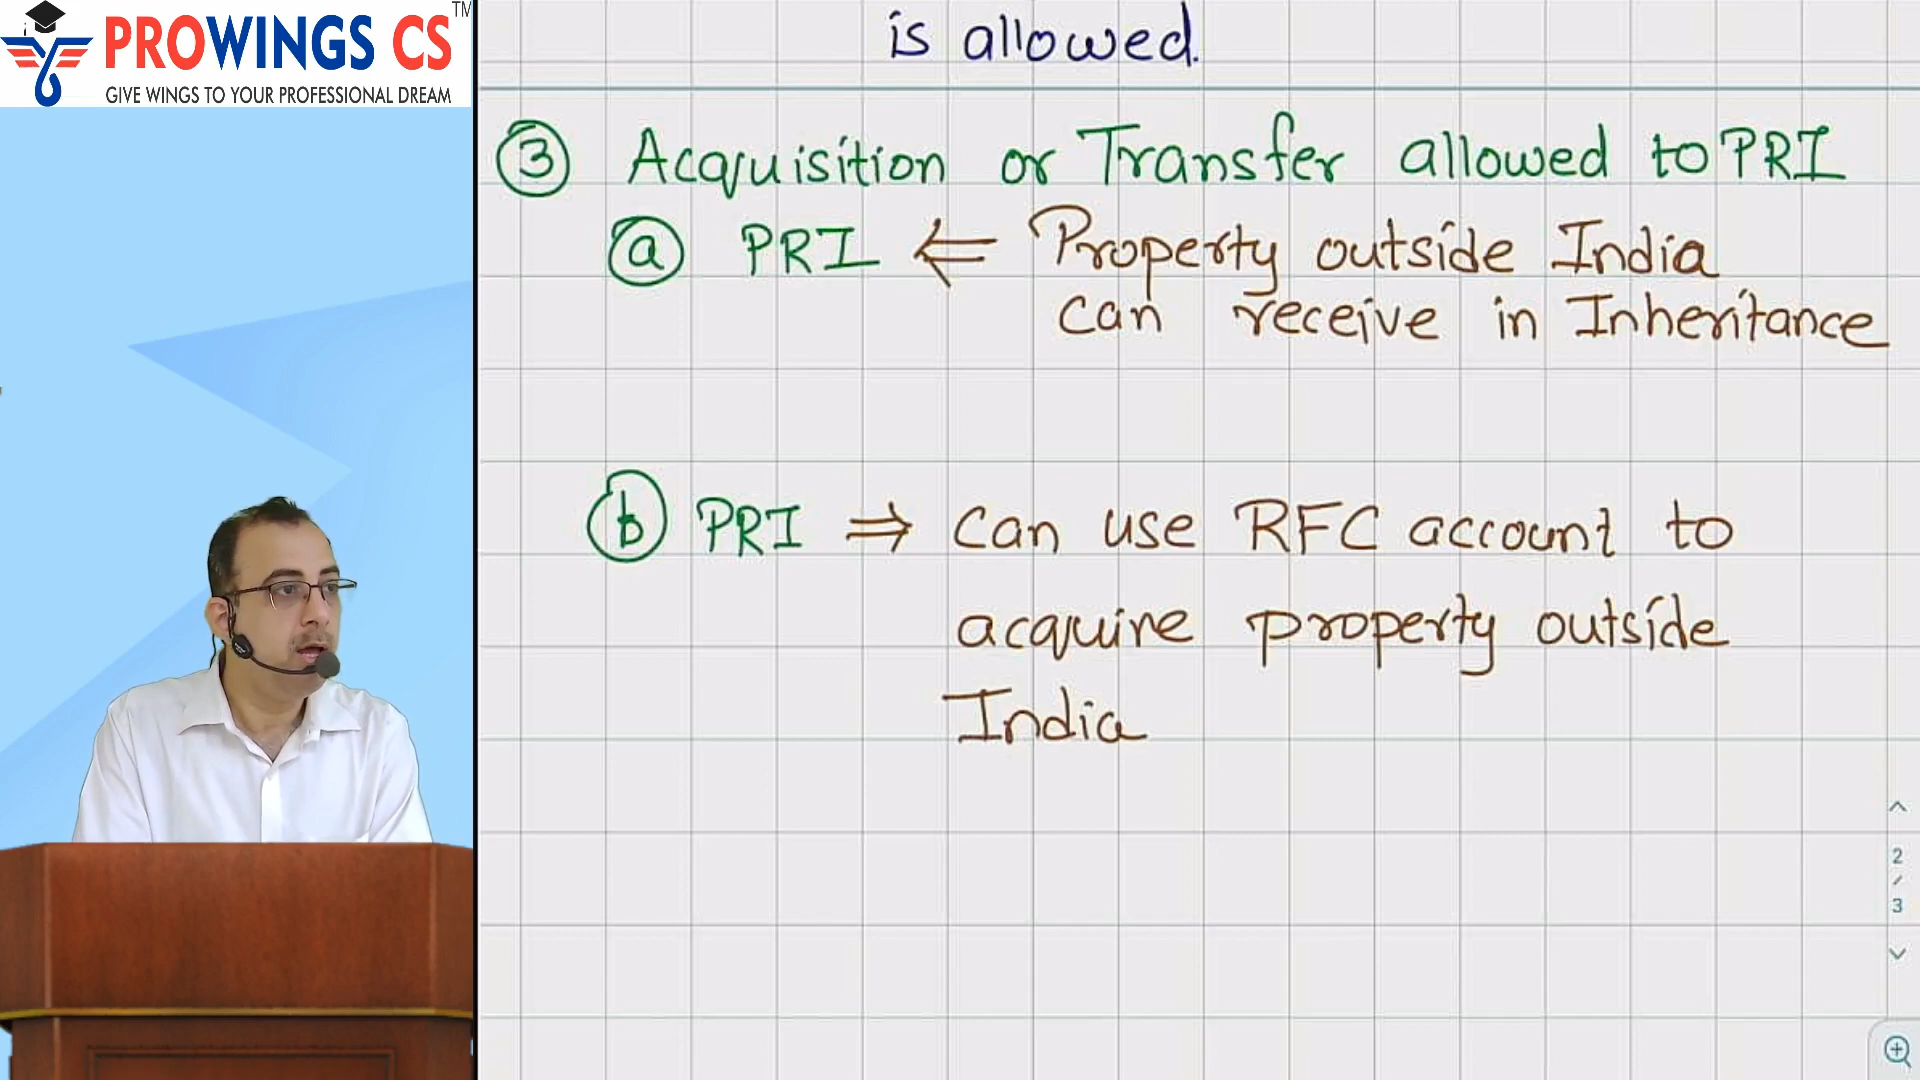 PROWINGS CS TM
GIVE WINGS TO YOUR PROFESSIONAL DREAM
is allowed.
3 Acquisition or Transfer allowed to PRI
a PRI ⇐ Property outside India
can receive in Inheritance
b PRI ⇒ Can use RFC account to
acquire property outside
India
2
/
3